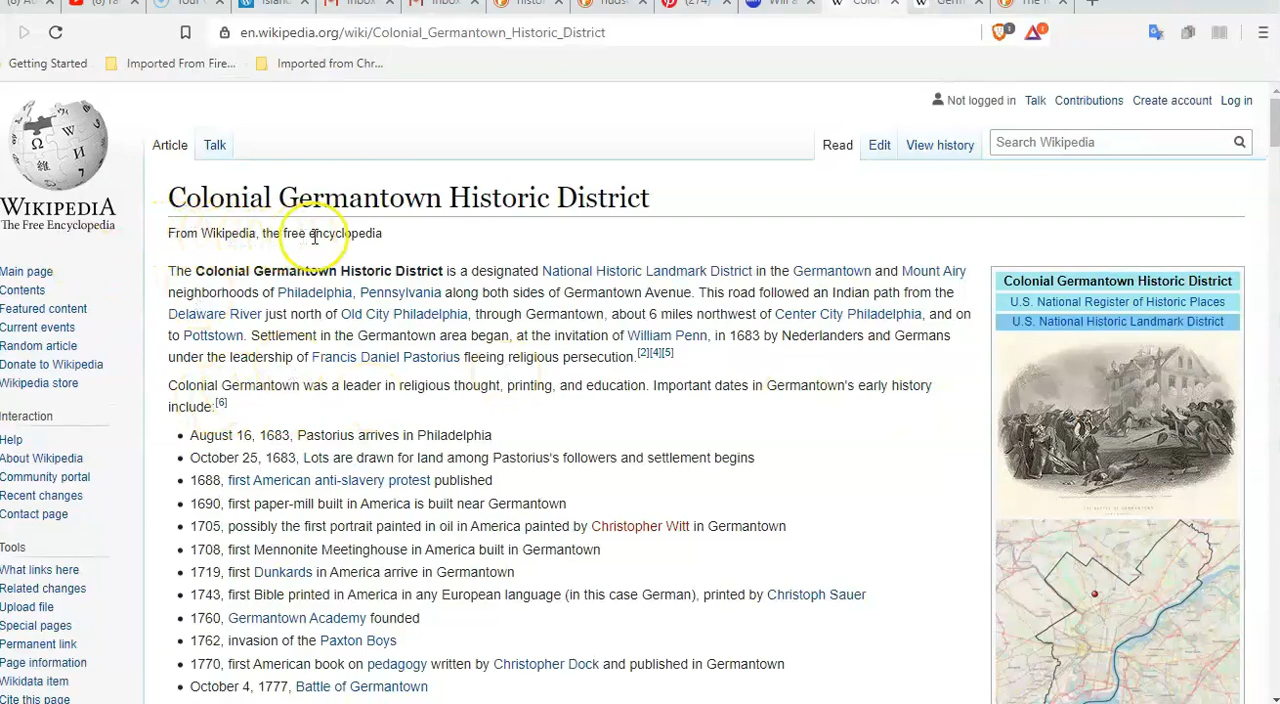 en.wikipedia.org/wiki/Colonial_Germantown_Historic_District
Getting Started Imported From Fire... Imported from Chr...
Not logged in Talk Contributions Create account Log in
Article Talk Read Edit View history Search Wikipedia
WIKIPEDIA
The Free Encyclopedia
Main page
Contents
Featured content
Current events
Random article
Donate to Wikipedia
Wikipedia store
Interaction
Help
About Wikipedia
Community portal
Recent changes
Contact page
Tools
What links here
Related changes
Upload file
Special pages
Permanent link
Page information
Wikidata item
Cite this page
Colonial Germantown Historic District
From Wikipedia, the free encyclopedia
The Colonial Germantown Historic District is a designated National Historic Landmark District in the Germantown and Mount Airy
neighborhoods of Philadelphia, Pennsylvania along both sides of Germantown Avenue. This road followed an Indian path from the
Delaware River just north of Old City Philadelphia, through Germantown, about 6 miles northwest of Center City Philadelphia, and on
to Pottstown. Settlement in the Germantown area began, at the invitation of William Penn, in 1683 by Nederlanders and Germans
under the leadership of Francis Daniel Pastorius fleeing religious persecution.[2][4][5]
Colonial Germantown was a leader in religious thought, printing, and education. Important dates in Germantown's early history
include:[6]
• August 16, 1683, Pastorius arrives in Philadelphia
• October 25, 1683, Lots are drawn for land among Pastorius's followers and settlement begins
• 1688, first American anti-slavery protest published
• 1690, first paper-mill built in America is built near Germantown
• 1705, possibly the first portrait painted in oil in America painted by Christopher Witt in Germantown
• 1708, first Mennonite Meetinghouse in America built in Germantown
• 1719, first Dunkards in America arrive in Germantown
• 1743, first Bible printed in America in any European language (in this case German), printed by Christoph Sauer
• 1760, Germantown Academy founded
• 1762, invasion of the Paxton Boys
• 1770, first American book on pedagogy written by Christopher Dock and published in Germantown
• October 4, 1777, Battle of Germantown
Colonial Germantown Historic District
U.S. National Register of Historic Places
U.S. National Historic Landmark District